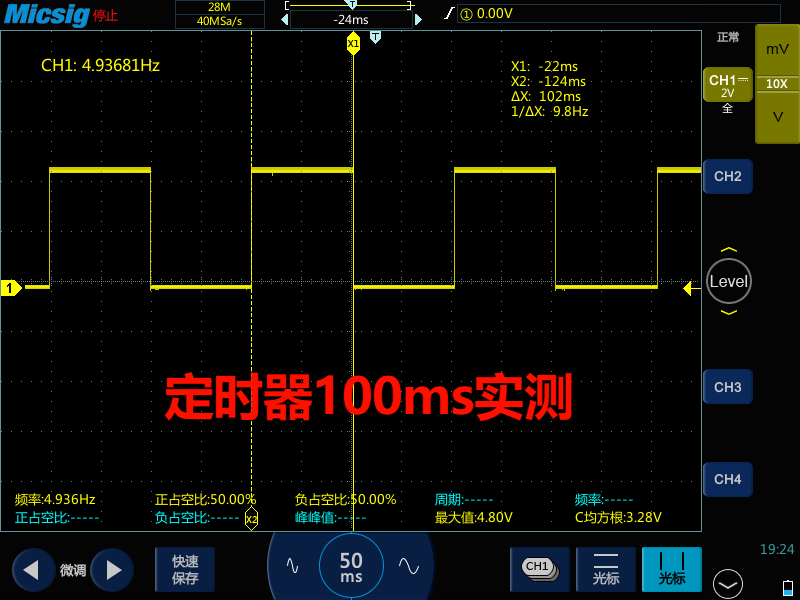 Micsig 停止
28M
40MSa/s
T
-24ms
① 0.00V
CH1: 4.93681Hz
X1
T
X1: -22ms
X2: -124ms
ΔX: 102ms
1/ΔX: 9.8Hz
正常
CH1
2V
全
mV
10X
V
CH2
1
Level
定时器100ms实测
CH3
CH4
频率:4.936Hz
正占空比:50.00%
负占空比:50.00%
周期:-----
频率:-----
正占空比:-----
负占空比:-----
X2
峰峰值:-----
最大值:4.80V
C均方根:3.28V
微调
快速
保存
50
ms
CH1
光标
光标
19:24